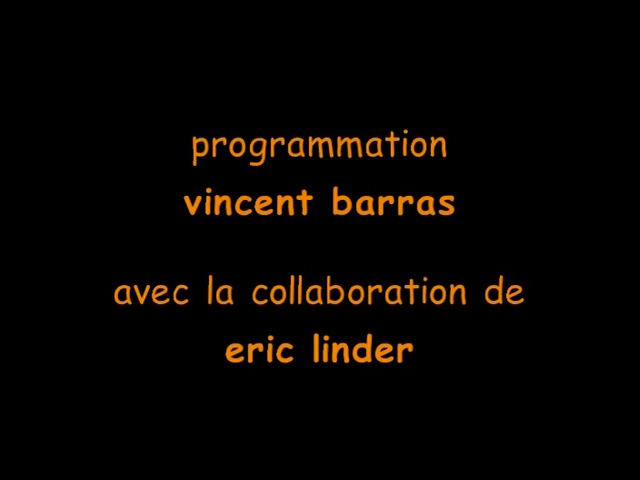 programmation
vincent barras
avec la collaboration de
eric linder